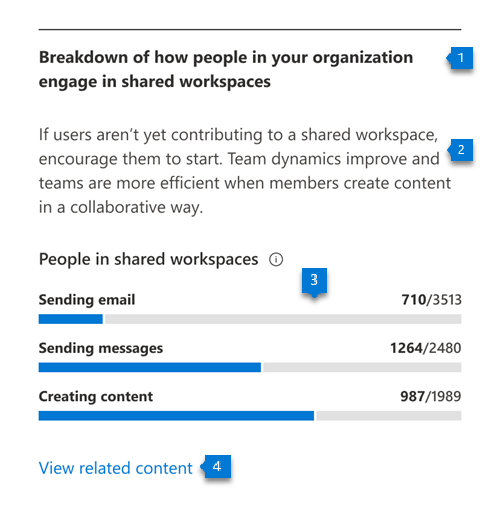 Breakdown of how people in your organization
engage in shared workspaces
1
If users aren’t yet contributing to a shared workspace,
encourage them to start. Team dynamics improve and
teams are more efficient when members create content
in a collaborative way.
2
People in shared workspaces
3
Sending email 710/3513
Sending messages 1264/2480
Creating content 987/1989
View related content 4